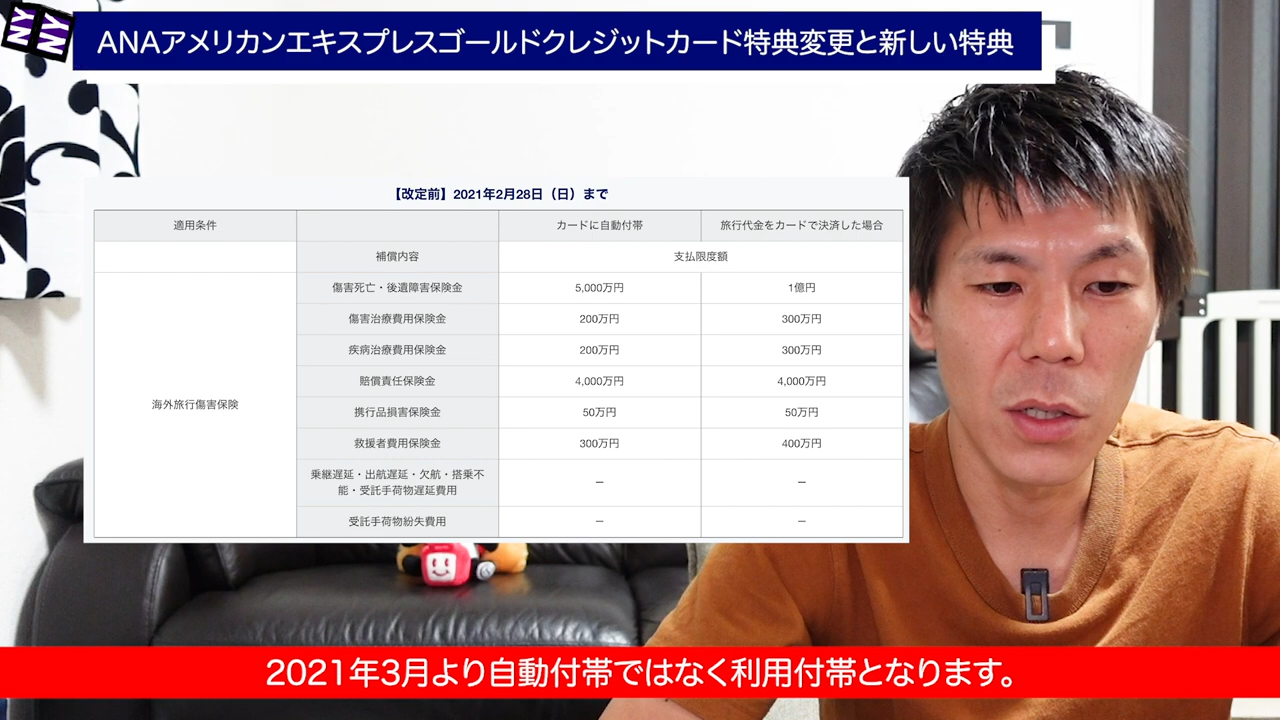 NY NY
ANAアメリカンエキスプレスゴールドクレジットカード特典変更と新しい特典
【改定前】2021年2月28日（日）まで
適用条件 カードに自動付帯 旅行代金をカードで決済した場合
補償内容 支払限度額
傷害死亡・後遺障害保険金 5,000万円 1億円
傷害治療費用保険金 200万円 300万円
疾病治療費用保険金 200万円 300万円
賠償責任保険金 4,000万円 4,000万円
海外旅行傷害保険
携行品損害保険金 50万円 50万円
救援者費用保険金 300万円 400万円
乗継遅延・出航遅延・欠航・搭乗不
能・受託手荷物遅延費用 － －
受託手荷物紛失費用 － －
2021年3月より自動付帯ではなく利用付帯となります。